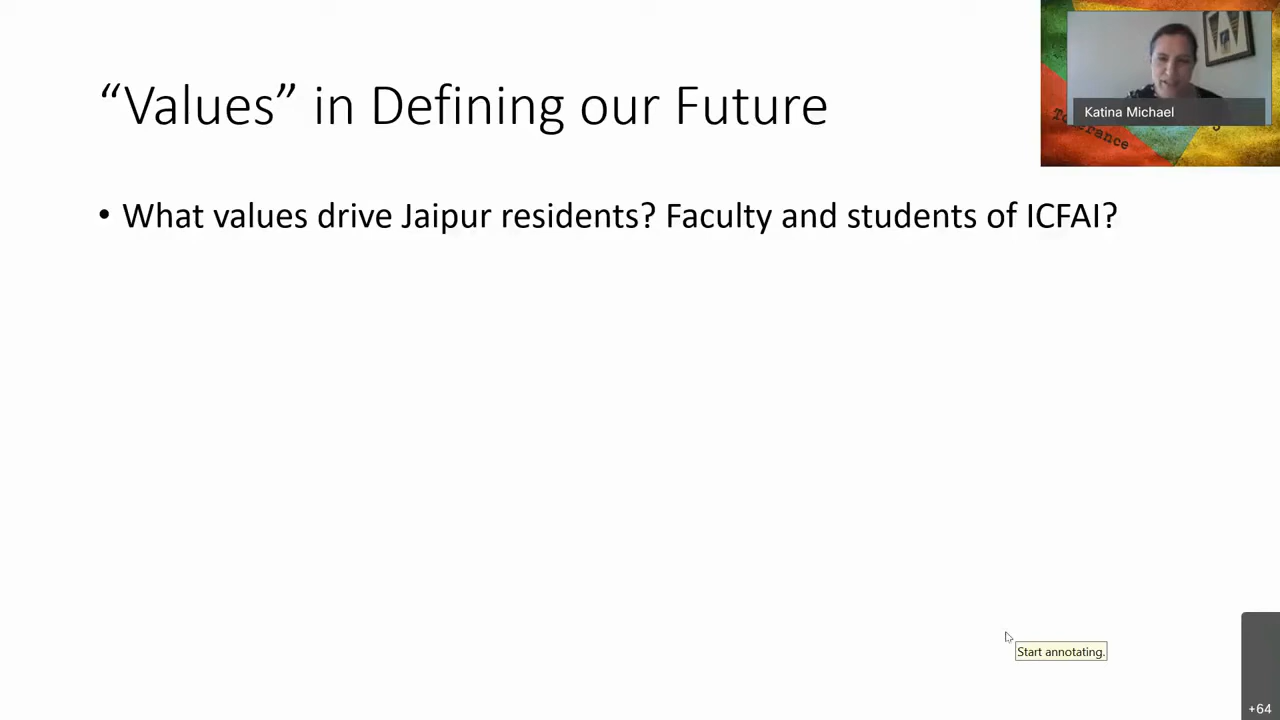 “Values” in Defining our Future
Katina Michael
Tolerance
• What values drive Jaipur residents? Faculty and students of ICFAI?
Start annotating.
+64